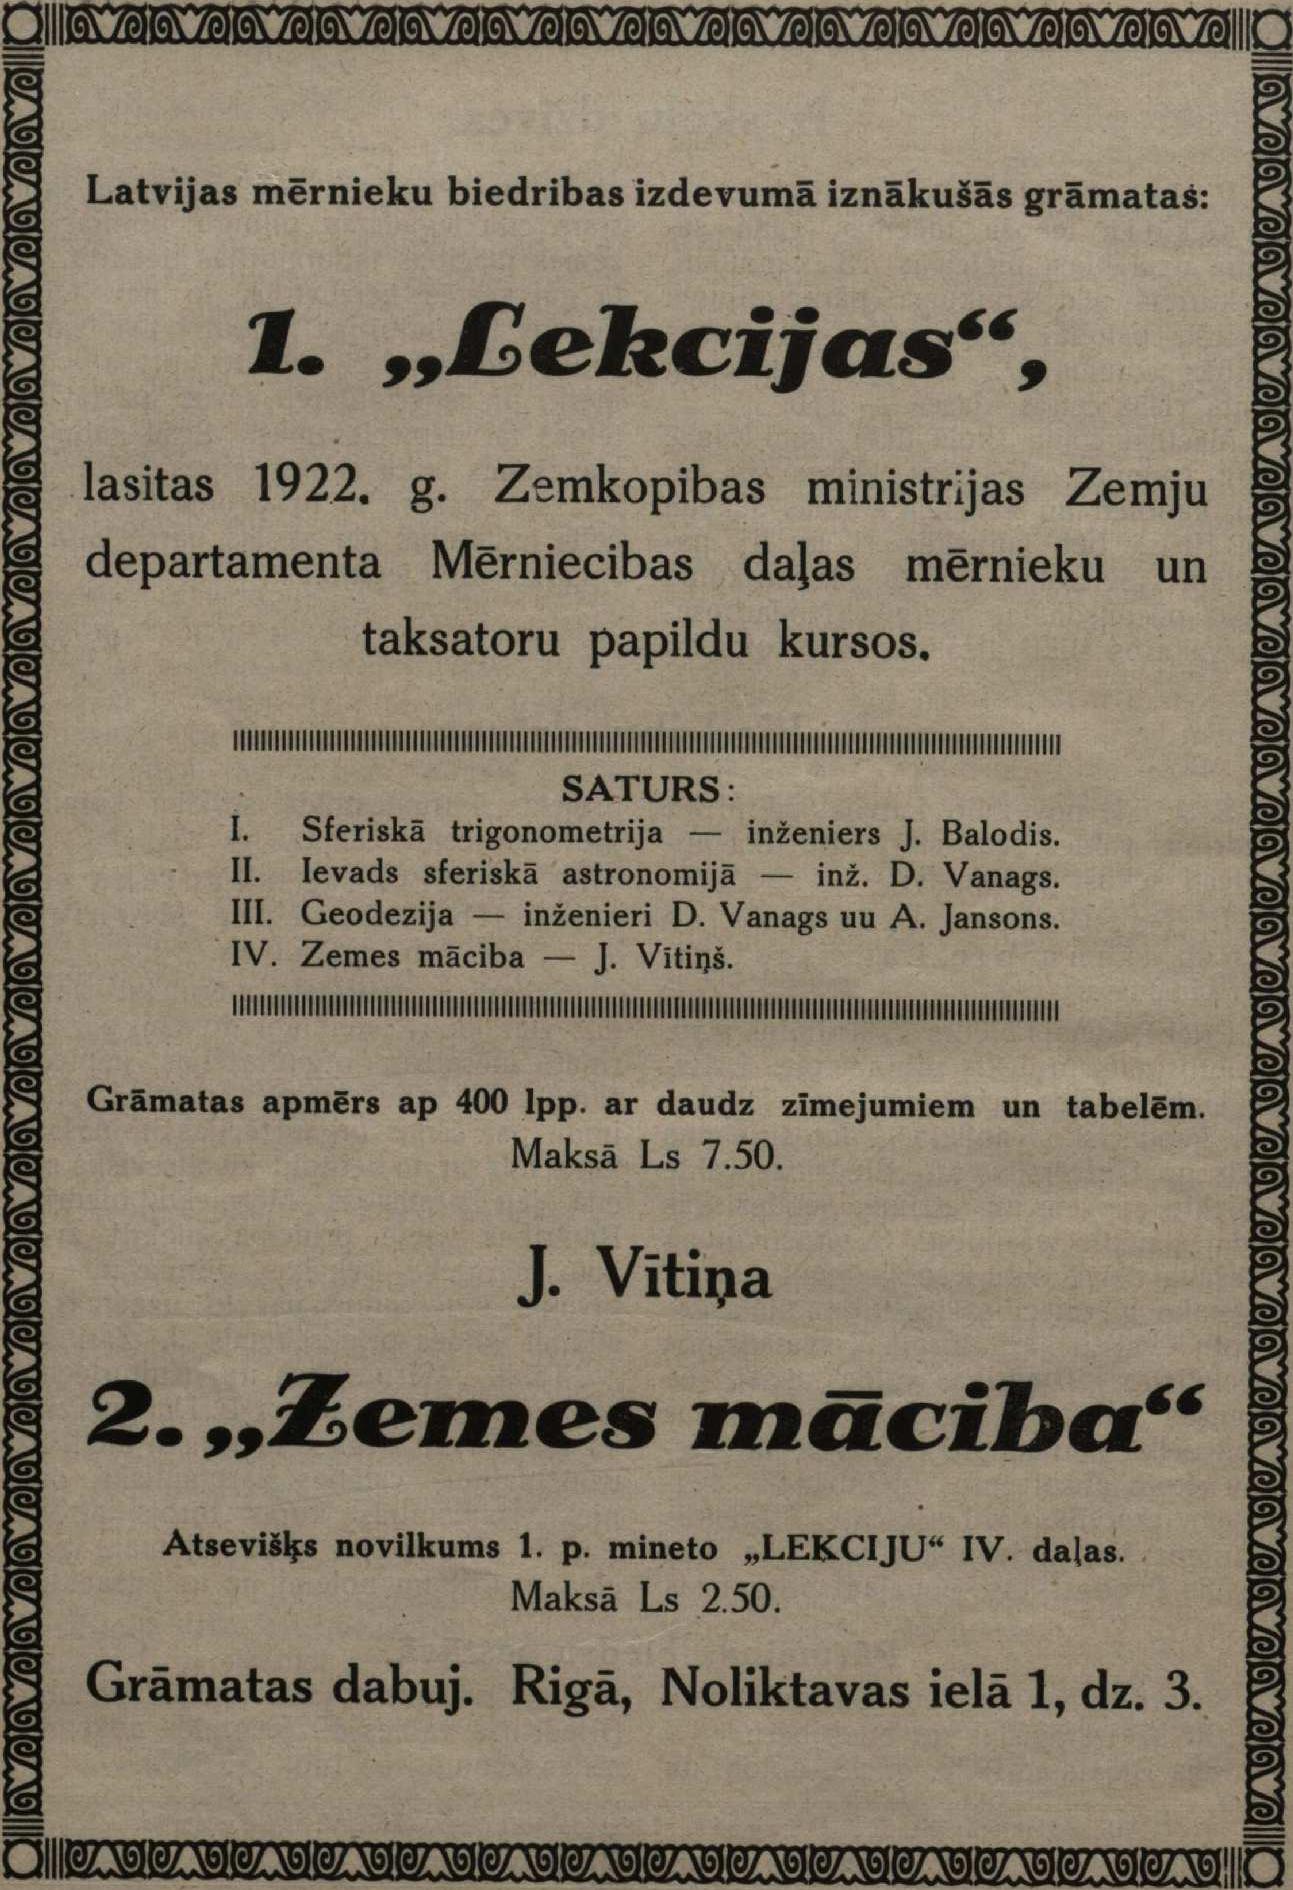 Latvijas mērnieku biedribas izdevumā iznākušās grāmatas:
1. „Lekcijas“,
lasitas 1922. g. Zemkopibas ministrijas Zemju
departamenta Mērniecibas daļas mērnieku un
taksatoru papildu kursos.
SATURS:
I. Sferiskā trigonometrija — inženiers J. Balodis.
II. Ievads sferiskā astronomijā — inž. D. Vanags.
III. Geodezija — inženieri D. Vanags uu A. Jansons.
IV. Zemes māciba — J. Vītiņš.
Grāmatas apmērs ap 400 lpp. ar daudz zīmejumiem un tabelēm.
Maksā Ls 7.50.
J. Vītiņa
2. „Zemes māciba“
Atsevišķs novilkums 1. p. mineto „LEKCIJU“ IV. daļas.
Maksā Ls 2.50.
Grāmatas dabuj. Rigā, Noliktavas ielā 1, dz. 3.